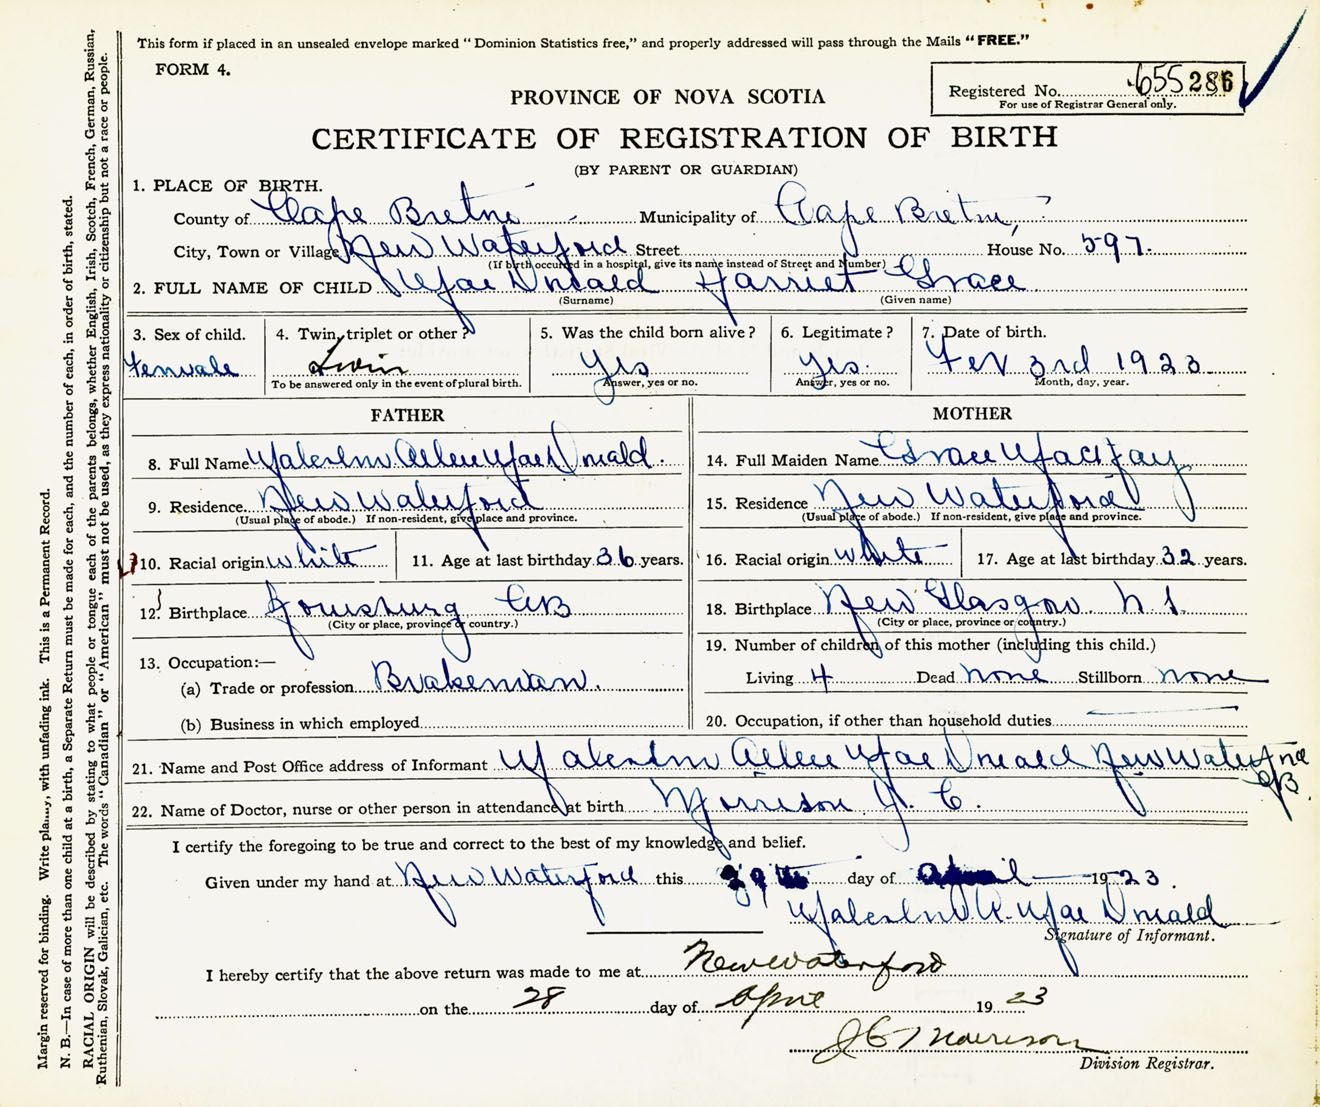 This form if placed in an unsealed envelope marked "Dominion Statistics free," and properly addressed will pass through the Mails "FREE."
FORM 4.
Registered No. 655286
For use of Registrar General only.
PROVINCE OF NOVA SCOTIA
CERTIFICATE OF REGISTRATION OF BIRTH
(BY PARENT OR GUARDIAN)
1. PLACE OF BIRTH.
County of Cape Breton Municipality of Cape Breton
City, Town or Village New Waterford Street House No. 597.
(If birth occurred in a hospital, give its name instead of Street and Number)
2. FULL NAME OF CHILD MacDonald Harriet Grace
(Surname) (Given name)
3. Sex of child. 4. Twin, triplet or other? 5. Was the child born alive? 6. Legitimate? 7. Date of birth.
Female Twin Yes Yes. Fev 3rd 1923
To be answered only in the event of plural birth. Answer, yes or no. Answer, yes or no. Month, day, year.
FATHER MOTHER
8. Full Name Malcolm Allen MacDonald. 14. Full Maiden Name Grace MacKay
9. Residence. New Waterford 15. Residence New Waterford
(Usual place of abode.) If non-resident, give place and province. (Usual place of abode.) If non-resident, give place and province.
10. Racial origin white 11. Age at last birthday 36 years. 16. Racial origin white 17. Age at last birthday 32 years.
12. Birthplace Louisburg CB 18. Birthplace New Glasgow N S.
(City or place, province or country.) (City or place, province or country.)
13. Occupation:— 19. Number of children of this mother (including this child.)
(a) Trade or profession Brakeman. Living 4 Dead none Stillborn none
(b) Business in which employed 20. Occupation, if other than household duties
21. Name and Post Office address of Informant Malcolm Allen MacDonald New Waterford
CB
22. Name of Doctor, nurse or other person in attendance at birth Morrison J. C.
I certify the foregoing to be true and correct to the best of my knowledge and belief.
Given under my hand at New Waterford this day of April 1923.
Malcolm A. MacDonald
Signature of Informant.
I hereby certify that the above return was made to me at New Waterford
on the 28 day of April 1923
J C Morrison
Division Registrar.
Margin reserved for binding. Write pla....., with unfading ink. This is a Permanent Record.
N. B.—In case of more than one child at a birth, a Separate Return must be made for each, and the number of each, in order of birth, stated.
RACIAL ORIGIN will be described by stating to what people or tongue each of the parents belongs, whether English, Irish, Scotch, French, German, Russian,
Ruthenian, Slovak, Galician, etc. The words "Canadian" or "American" must not be used, as they express nationality or citizenship but not a race or people.